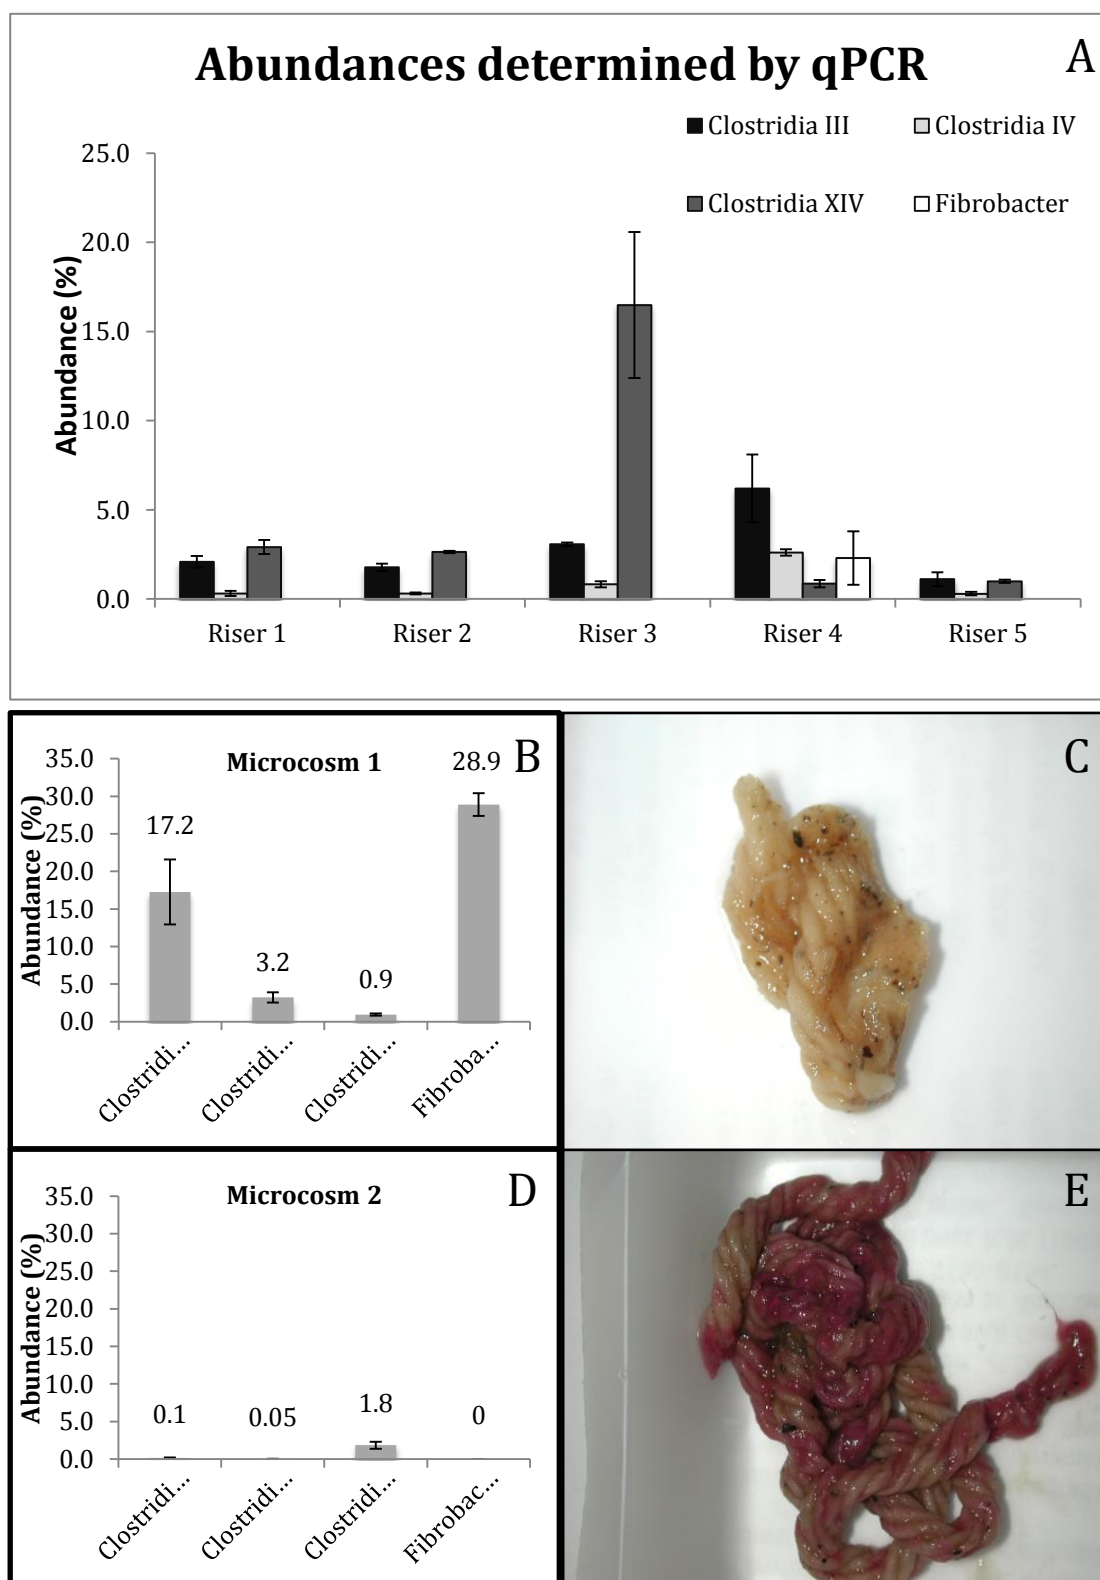 Abundances determined by qPCR
A
Clostridia III
Clostridia IV
Clostridia XIV
Fibrobacter
Abundance (%)
25.0
20.0
15.0
10.0
5.0
0.0
Riser 1
Riser 2
Riser 3
Riser 4
Riser 5
Microcosm 1
B
Abundance (%)
35.0
30.0
25.0
20.0
15.0
10.0
5.0
0.0
17.2
3.2
0.9
28.9
Clostridi...
Clostridi...
Clostridi...
Fibroba...
C
Microcosm 2
D
Abundance (%)
35.0
30.0
25.0
20.0
15.0
10.0
5.0
0.0
0.1
0.05
1.8
0
Clostridi...
Clostridi...
Clostridi...
Fibrobac...
E